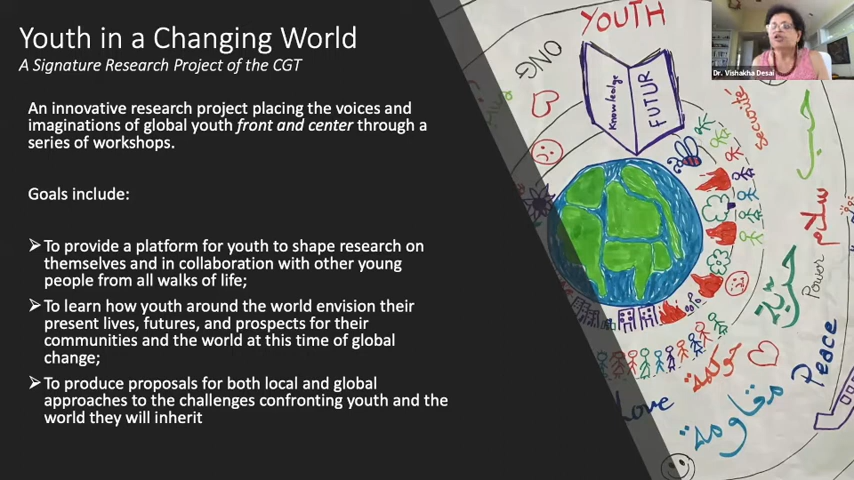 Youth in a Changing World
A Signature Research Project of the CGT
An innovative research project placing the voices and
imaginations of global youth front and center through a
series of workshops.
Goals include:
➢To provide a platform for youth to shape research on
themselves and in collaboration with other young
people from all walks of life;
➢To learn how youth around the world envision their
present lives, futures, and prospects for their
communities and the world at this time of global
change;
➢To produce proposals for both local and global
approaches to the challenges confronting youth and the
world they will inherit
YOUTH
ONG
Knowledge
FUTUR
securité
حب
سلام
Power
حرية
Peace
حوكمة
Love
مقاومة
Dr. Vishakha Desai